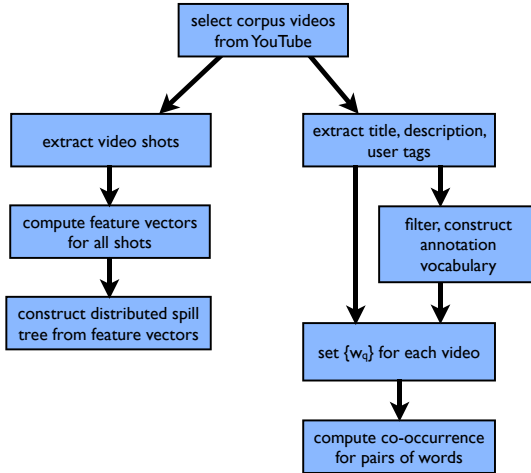 select corpus videos
from YouTube
extract video shots
extract title, description,
user tags
compute feature vectors
for all shots
filter, construct
annotation
vocabulary
construct distributed spill
tree from feature vectors
set {wq} for each video
compute co-occurrence
for pairs of words